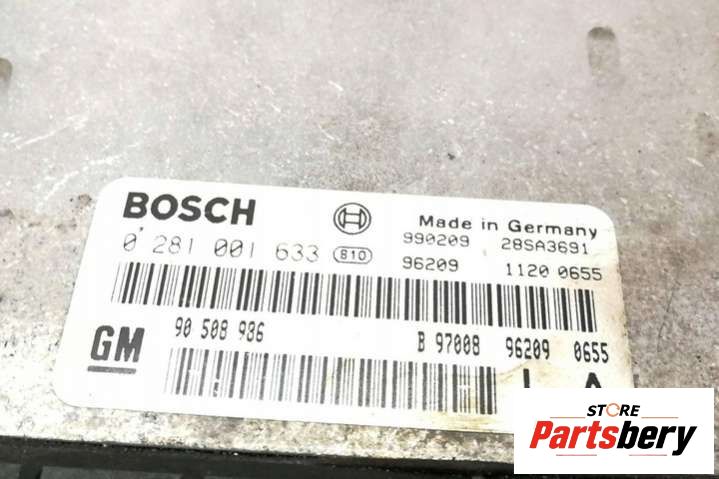 BOSCH Made in Germany
0 281 001 633 B10 990209 28SA3691
96209 1120 0655
GM 90 508 986 B 97008 96209 0655
STORE
Partsbery